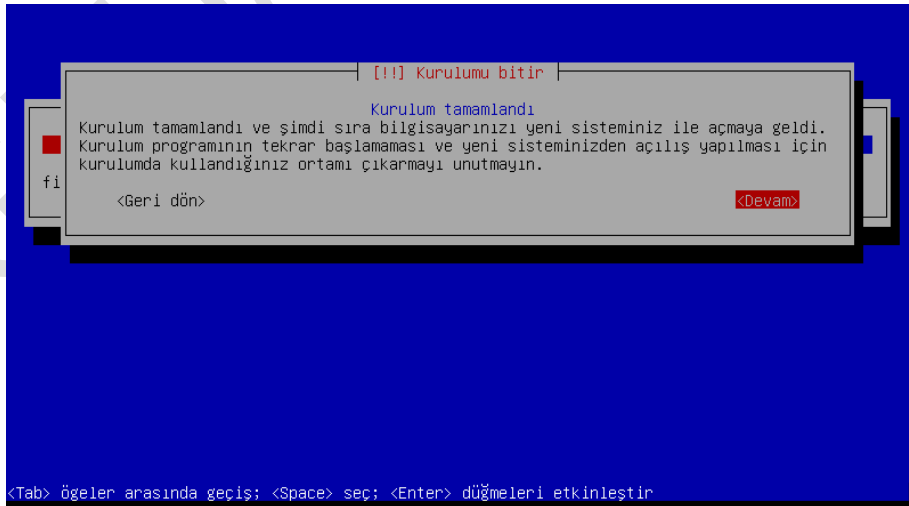 [!!] Kurulumu bitir
Kurulum tamamlandı
Kurulum tamamlandı ve şimdi sıra bilgisayarınızı yeni sisteminiz ile açmaya geldi.
Kurulum programının tekrar başlamaması ve yeni sisteminizden açılış yapılması için
kurulumda kullandığınız ortamı çıkarmayı unutmayın.
fi
<Geri dön> <Devam>
<Tab> ögeler arasında geçiş; <Space> seç; <Enter> düğmeleri etkinleştir